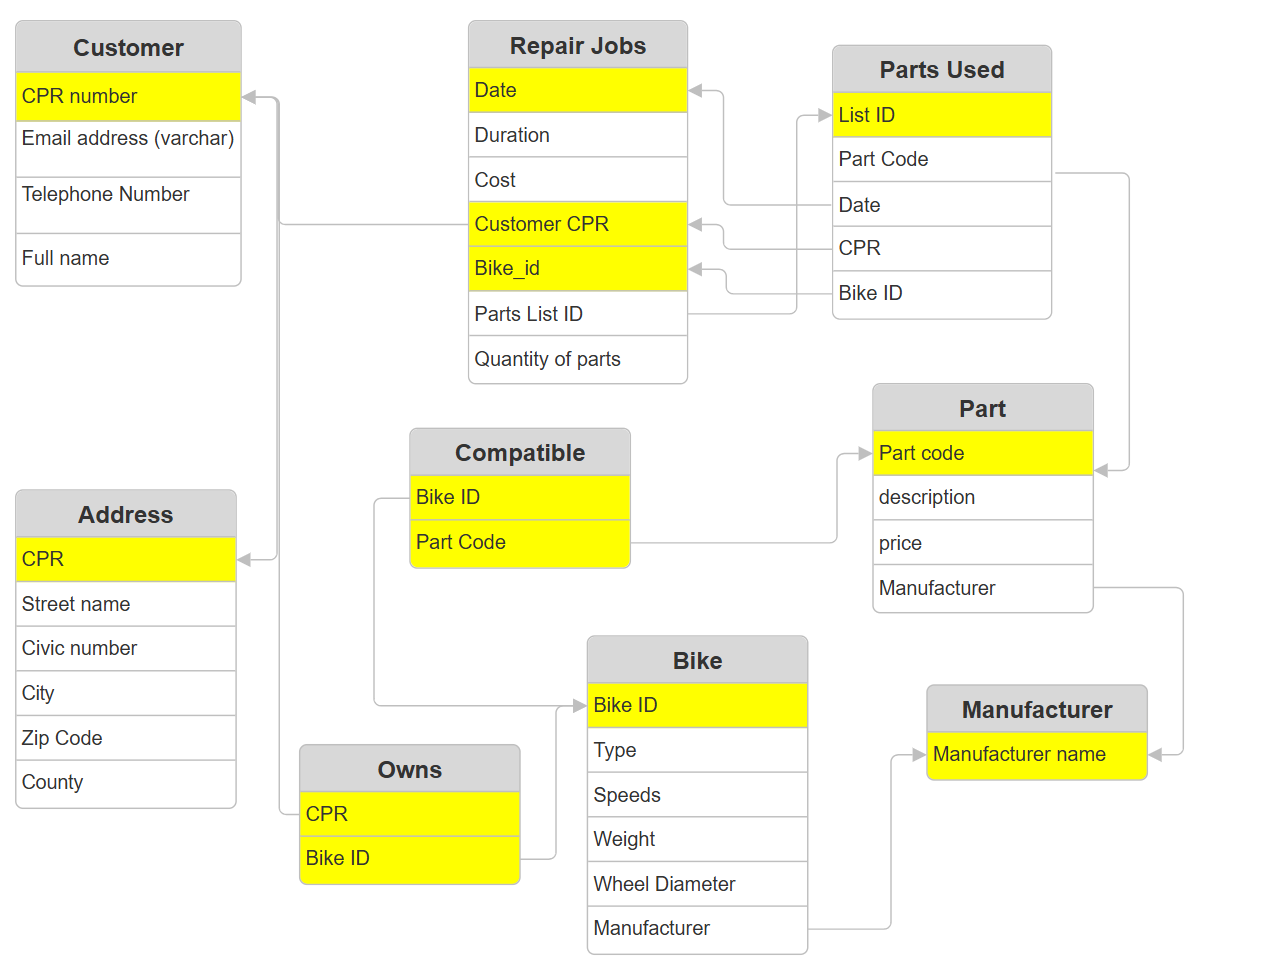 Customer
CPR number
Email address (varchar)
Telephone Number
Full name
Repair Jobs
Date
Duration
Cost
Customer CPR
Bike_id
Parts List ID
Quantity of parts
Parts Used
List ID
Part Code
Date
CPR
Bike ID
Compatible
Bike ID
Part Code
Part
Part code
description
price
Manufacturer
Address
CPR
Street name
Civic number
City
Zip Code
County
Owns
CPR
Bike ID
Bike
Bike ID
Type
Speeds
Weight
Wheel Diameter
Manufacturer
Manufacturer
Manufacturer name